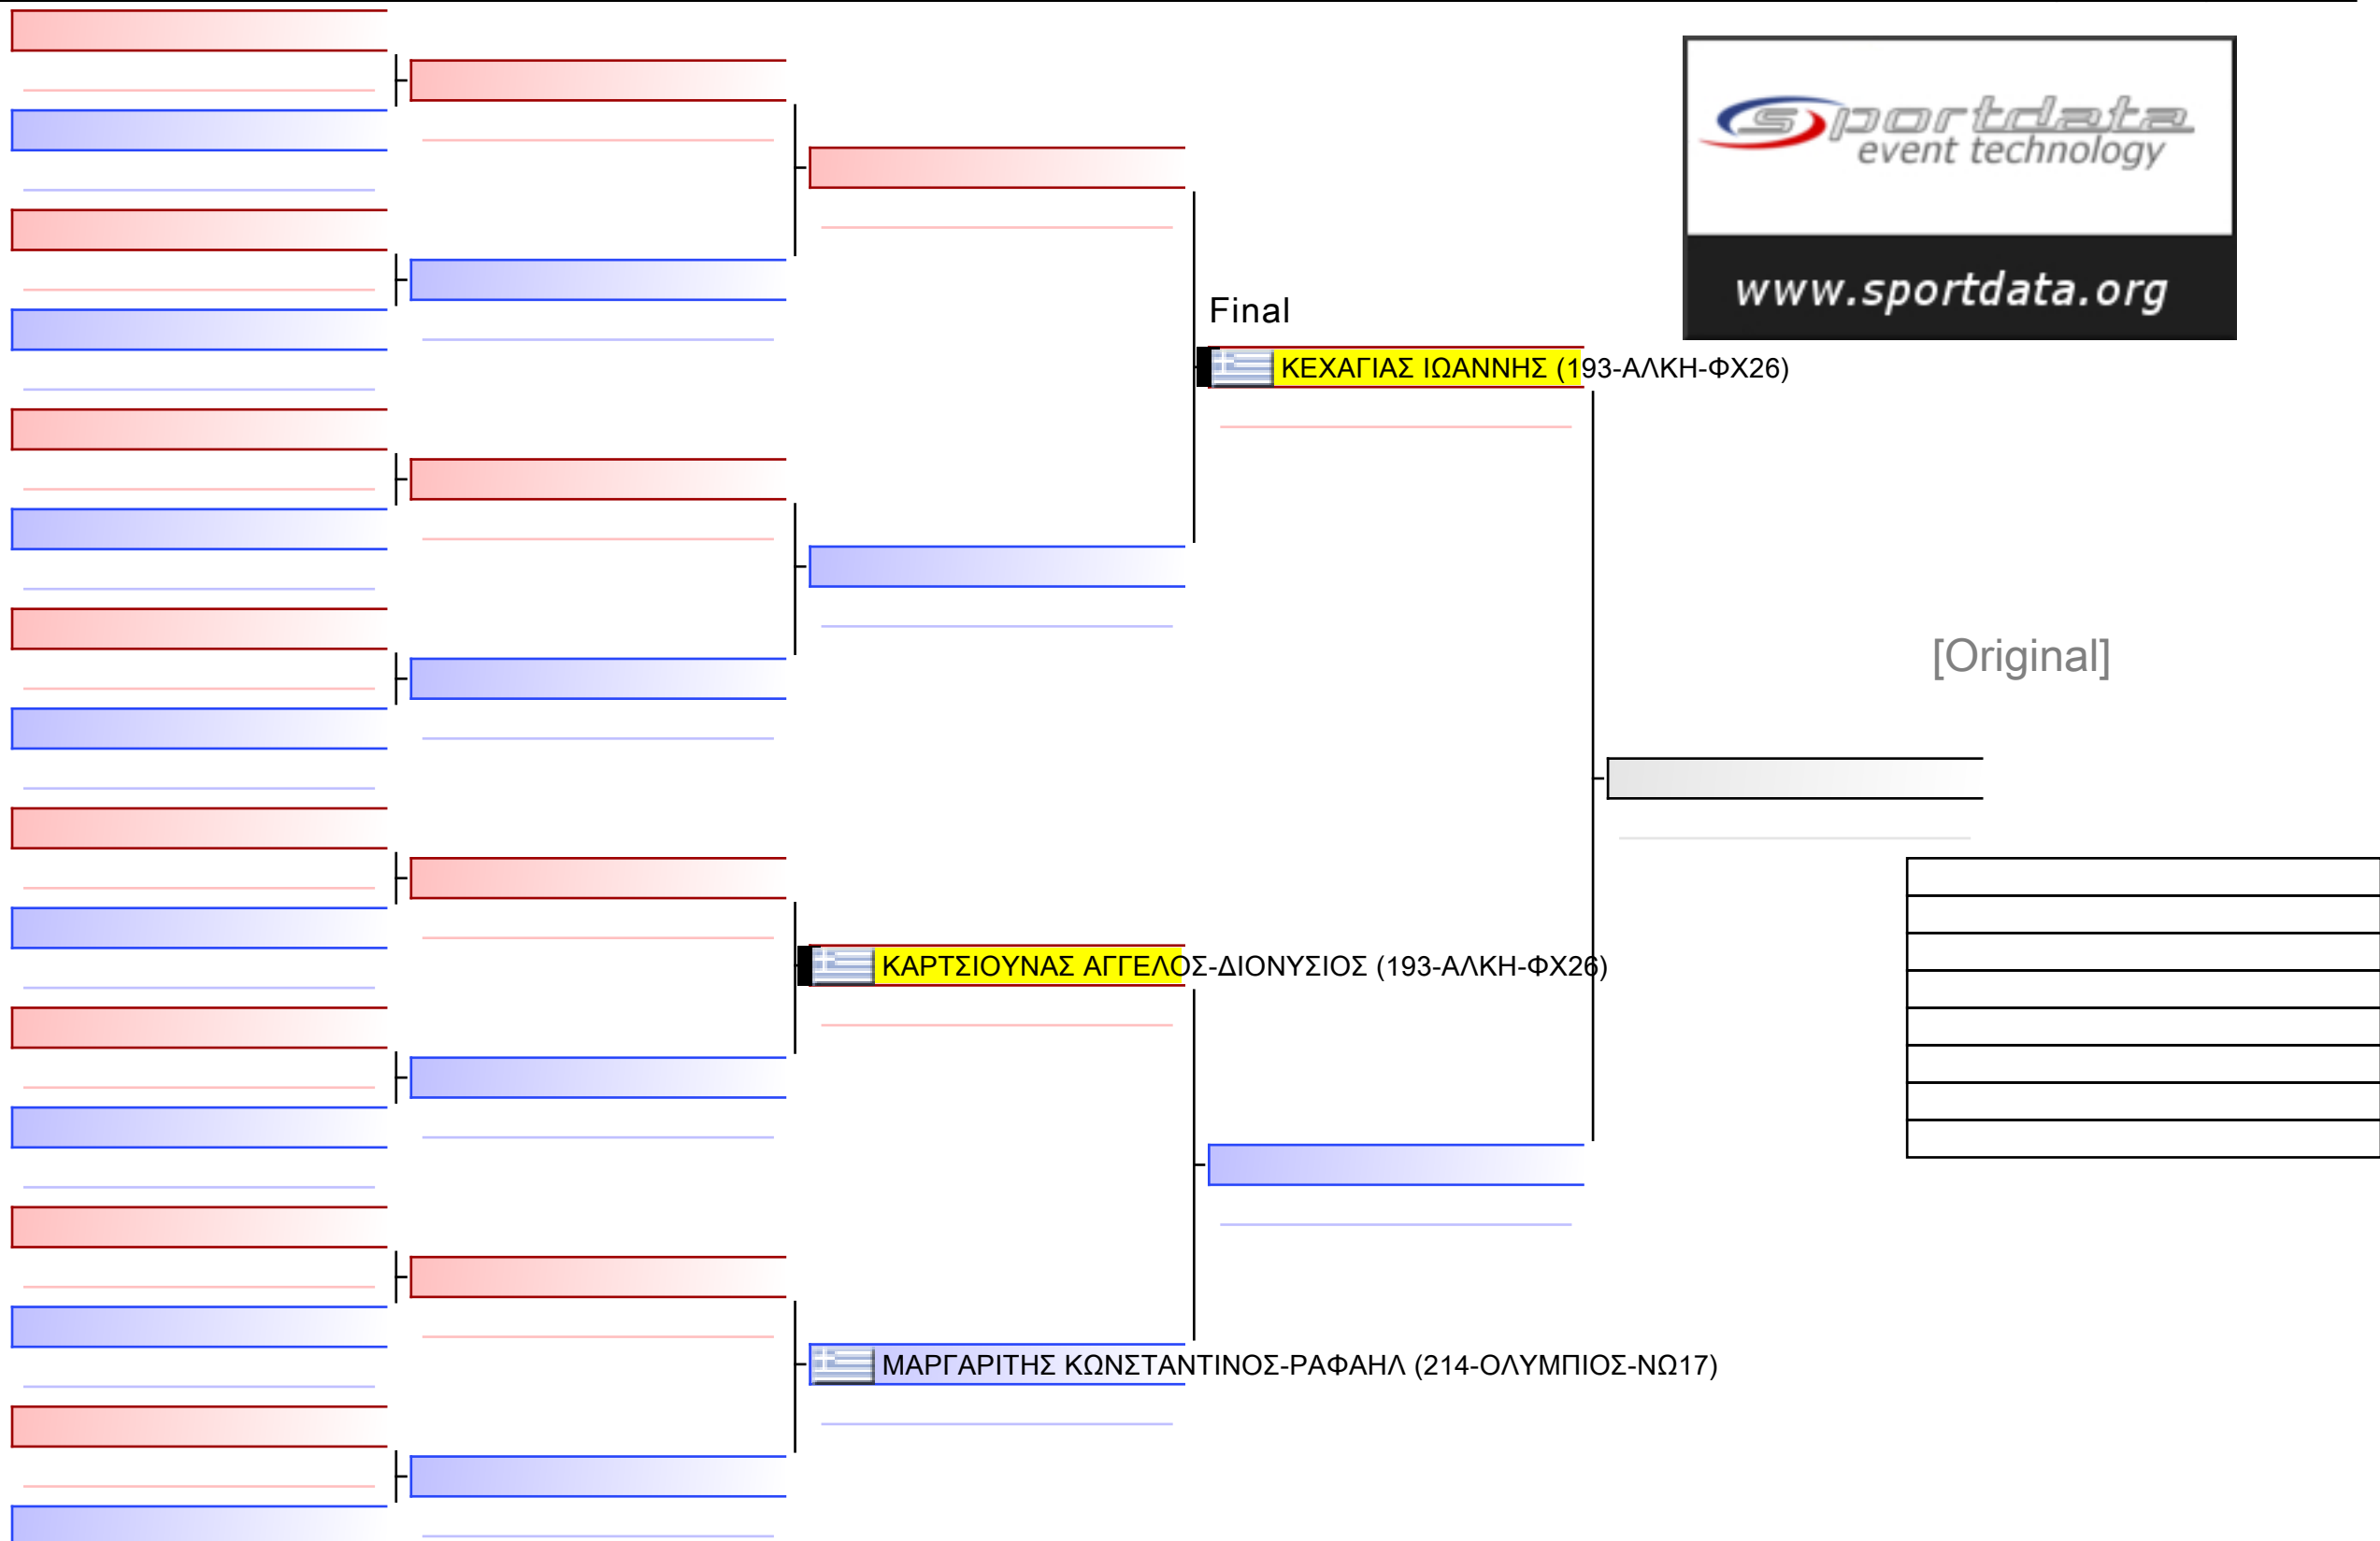 sportdata
event technology
www.sportdata.org
Final
ΚΕΧΑΓΙΑΣ ΙΩΑΝΝΗΣ (193-ΑΛΚΗ-ΦΧ26)
[Original]
ΚΑΡΤΣΙΟΥΝΑΣ ΑΓΓΕΛΟΣ-ΔΙΟΝΥΣΙΟΣ (193-ΑΛΚΗ-ΦΧ26)
ΜΑΡΓΑΡΙΤΗΣ ΚΩΝΣΤΑΝΤΙΝΟΣ-ΡΑΦΑΗΛ (214-ΟΛΥΜΠΙΟΣ-ΝΩ17)